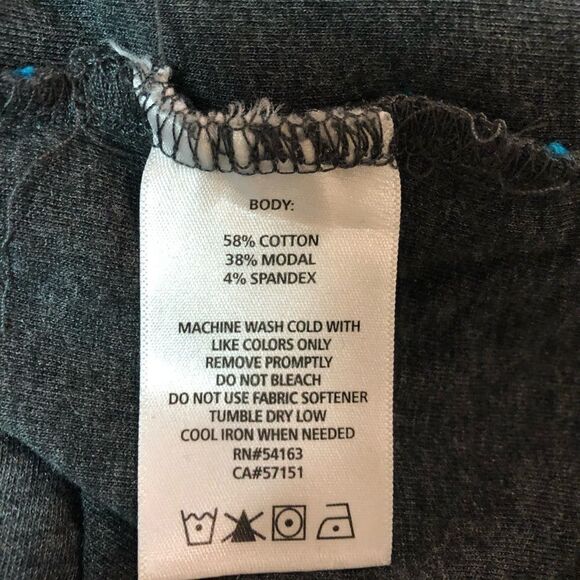 BODY:
58% COTTON
38% MODAL
4% SPANDEX
MACHINE WASH COLD WITH
LIKE COLORS ONLY
REMOVE PROMPTLY
DO NOT BLEACH
DO NOT USE FABRIC SOFTENER
TUMBLE DRY LOW
COOL IRON WHEN NEEDED
RN#54163
CA#57151